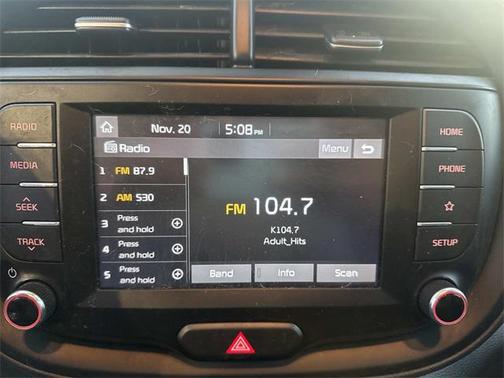 RADIO
MEDIA
SEEK
TRACK
Nov. 20 5:08 PM
Radio Menu
1 FM 87.9
2 AM 530
3 Press and hold
4 Press and hold
5 Press and hold
FM 104.7
K104.7
Adult_Hits
Band Info Scan
HOME
PHONE
SETUP